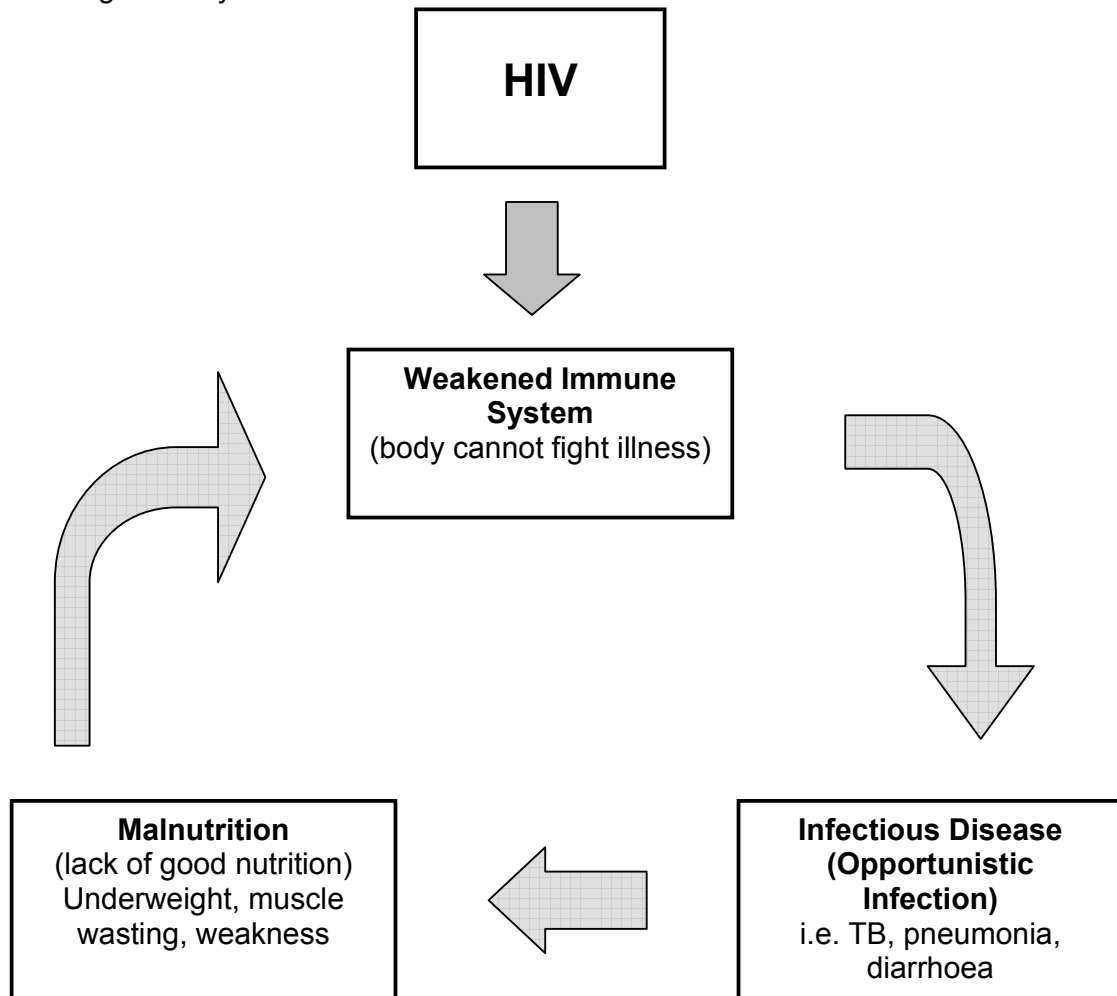 HIV
Weakened Immune
System
(body cannot fight illness)
Malnutrition
(lack of good nutrition)
Underweight, muscle
wasting, weakness
Infectious Disease
(Opportunistic
Infection)
i.e. TB, pneumonia,
diarrhoea